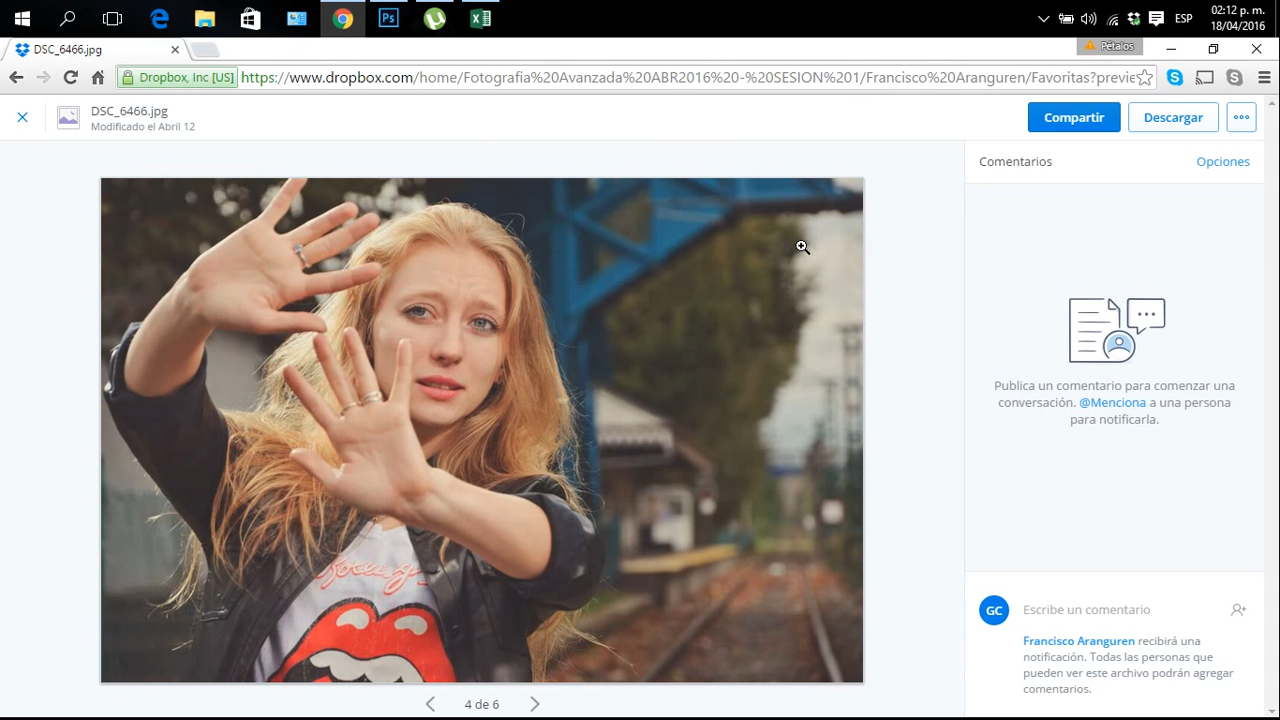 02:12 p. m.
ESP
18/04/2016
DSC_6466.jpg
Pétalos
Dropbox, Inc [US]
https://www.dropbox.com/home/Fotografia%20Avanzada%20ABR2016%20-%20SESION%201/Francisco%20Aranguren/Favoritas?previe
DSC_6466.jpg
Modificado el Abril 12
Compartir
Descargar
Comentarios
Opciones
Publica un comentario para comenzar una
conversación. @Menciona a una persona
para notificarla.
GC
Escribe un comentario
Francisco Aranguren recibirá una
notificación. Todas las personas que
pueden ver este archivo podrán agregar
comentarios.
4 de 6